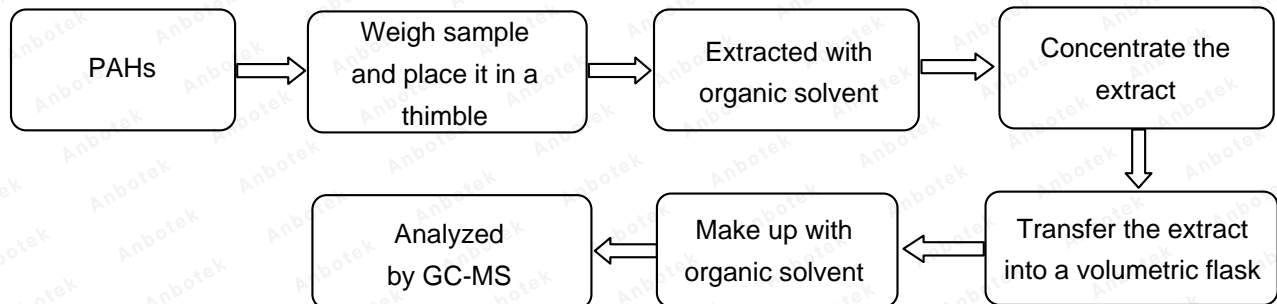 PAHs
Weigh sample
and place it in a
thimble
Extracted with
organic solvent
Concentrate the
extract
Transfer the extract
into a volumetric flask
Make up with
organic solvent
Analyzed
by GC-MS
Anbotek